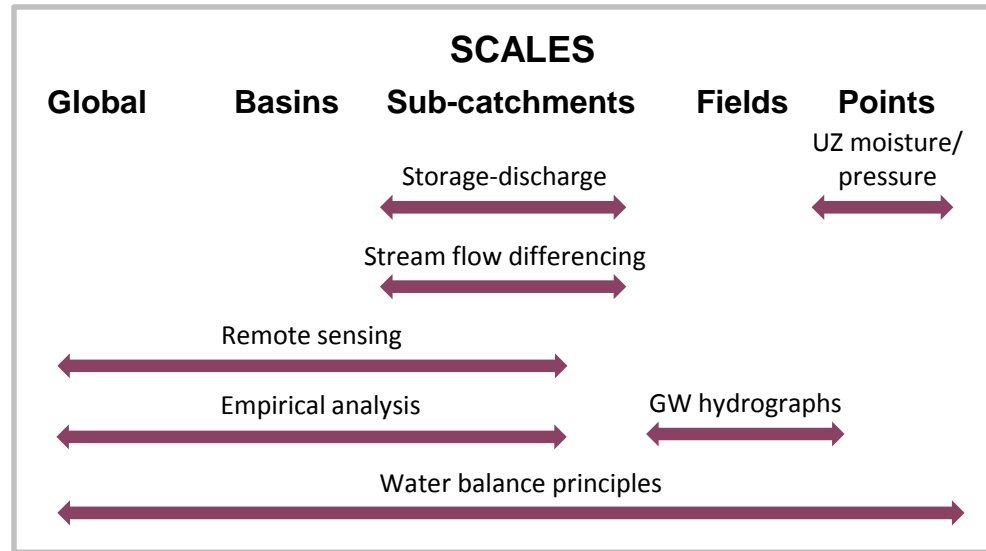 SCALES
Global Basins Sub-catchments Fields Points
UZ moisture/
pressure
Storage-discharge
Stream flow differencing
Remote sensing
Empirical analysis
GW hydrographs
Water balance principles